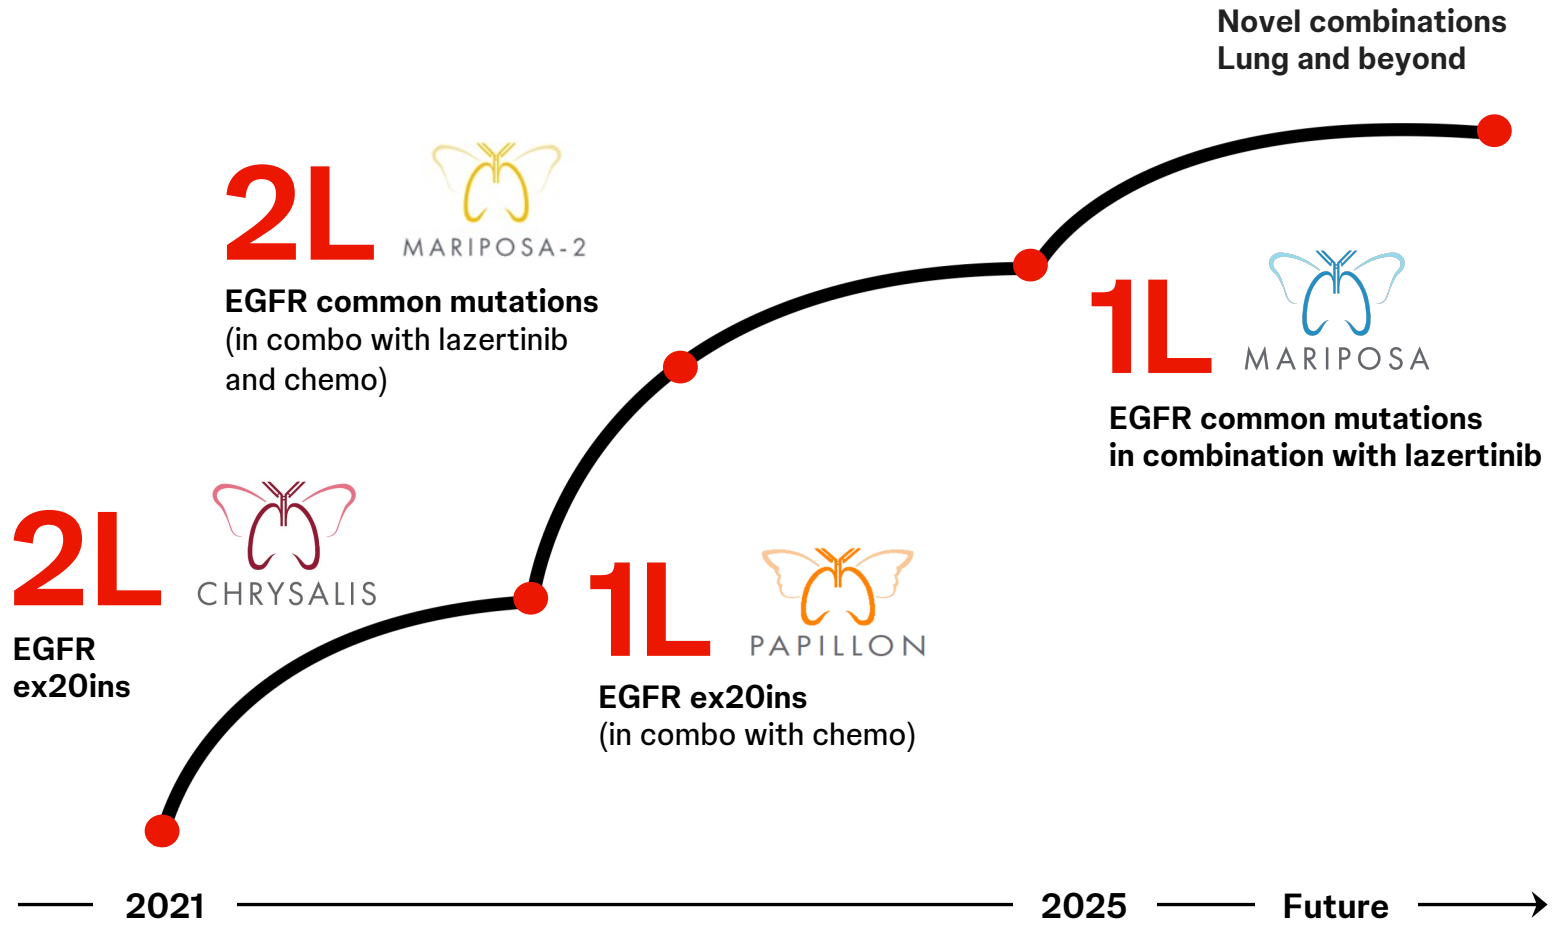 Novel combinations
Lung and beyond
2L
MARIPOSA-2
EGFR common mutations
(in combo with lazertinib
and chemo)
1L
MARIPOSA
EGFR common mutations
in combination with lazertinib
2L
CHRYSALIS
EGFR
ex20ins
1L
PAPILLON
EGFR ex20ins
(in combo with chemo)
2021
2025
Future